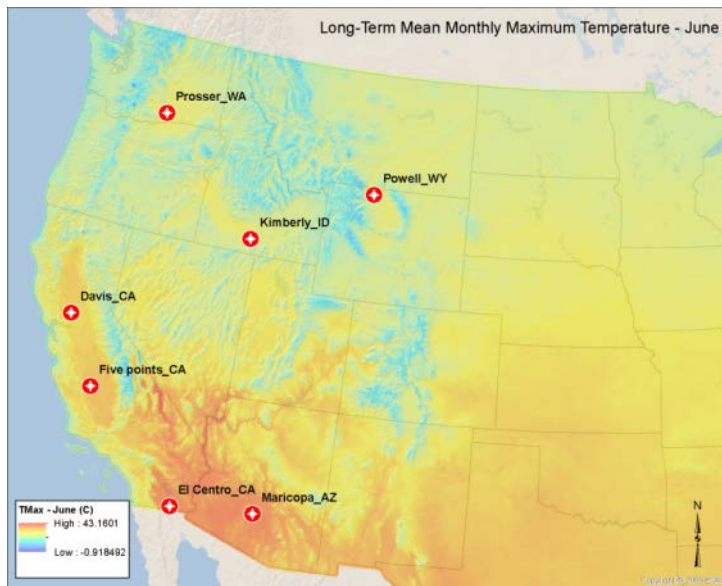 Long-Term Mean Monthly Maximum Temperature - June
Prosser_WA
Powell_WY
Kimberly_ID
Davis_CA
Five points_CA
El Centro_CA
Maricopa_AZ
TMax - June (C)
High : 43.1601
Low : -0.918492
N